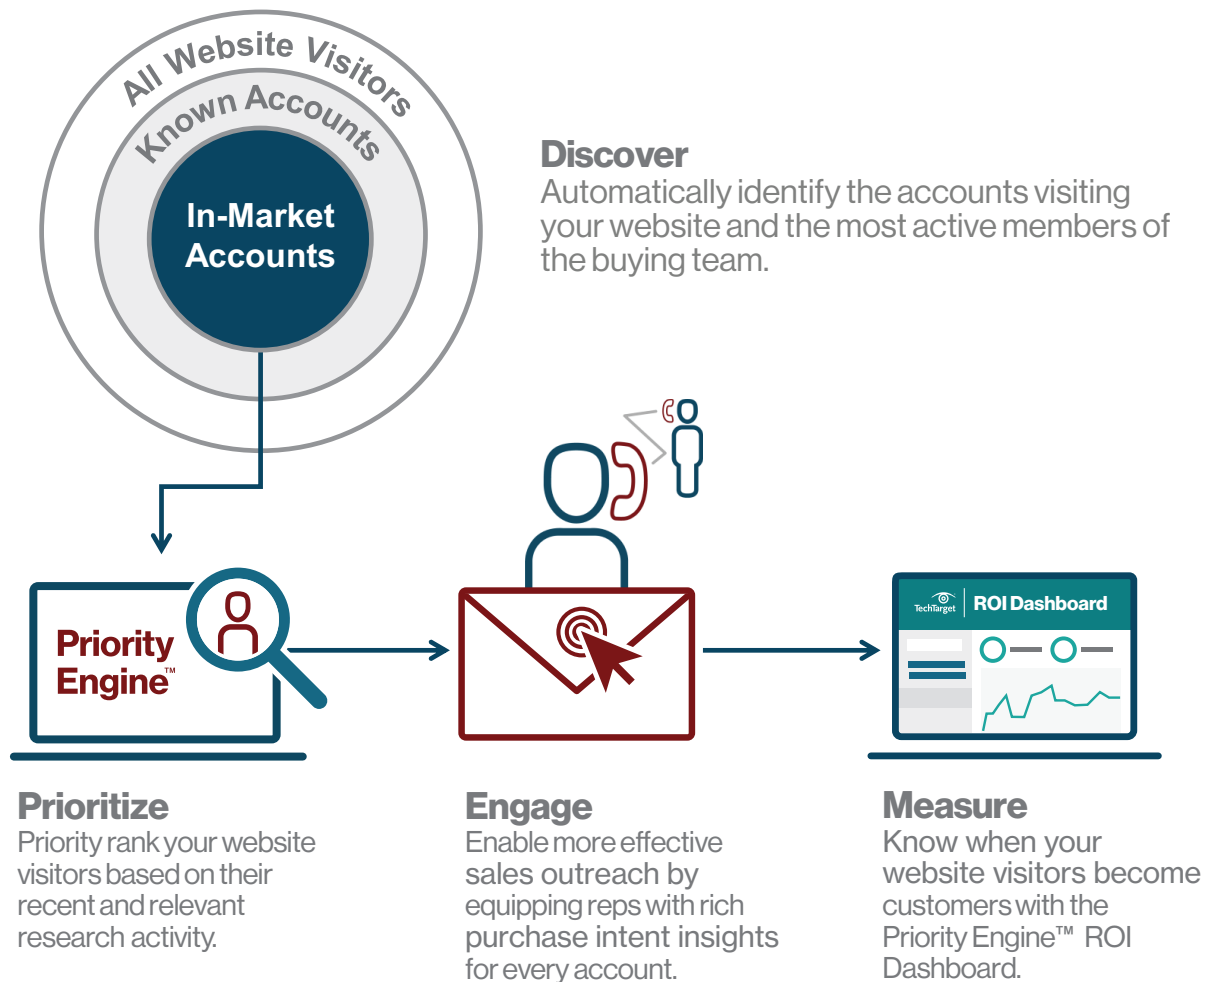 All Website Visitors
Known Accounts
In-Market
Accounts
Discover
Automatically identify the accounts visiting
your website and the most active members of
the buying team.
Priority
Engine™
TechTarget
ROI Dashboard
Prioritize
Priority rank your website
visitors based on their
recent and relevant
research activity.
Engage
Enable more effective
sales outreach by
equipping reps with rich
purchase intent insights
for every account.
Measure
Know when your
website visitors become
customers with the
Priority Engine™ ROI
Dashboard.